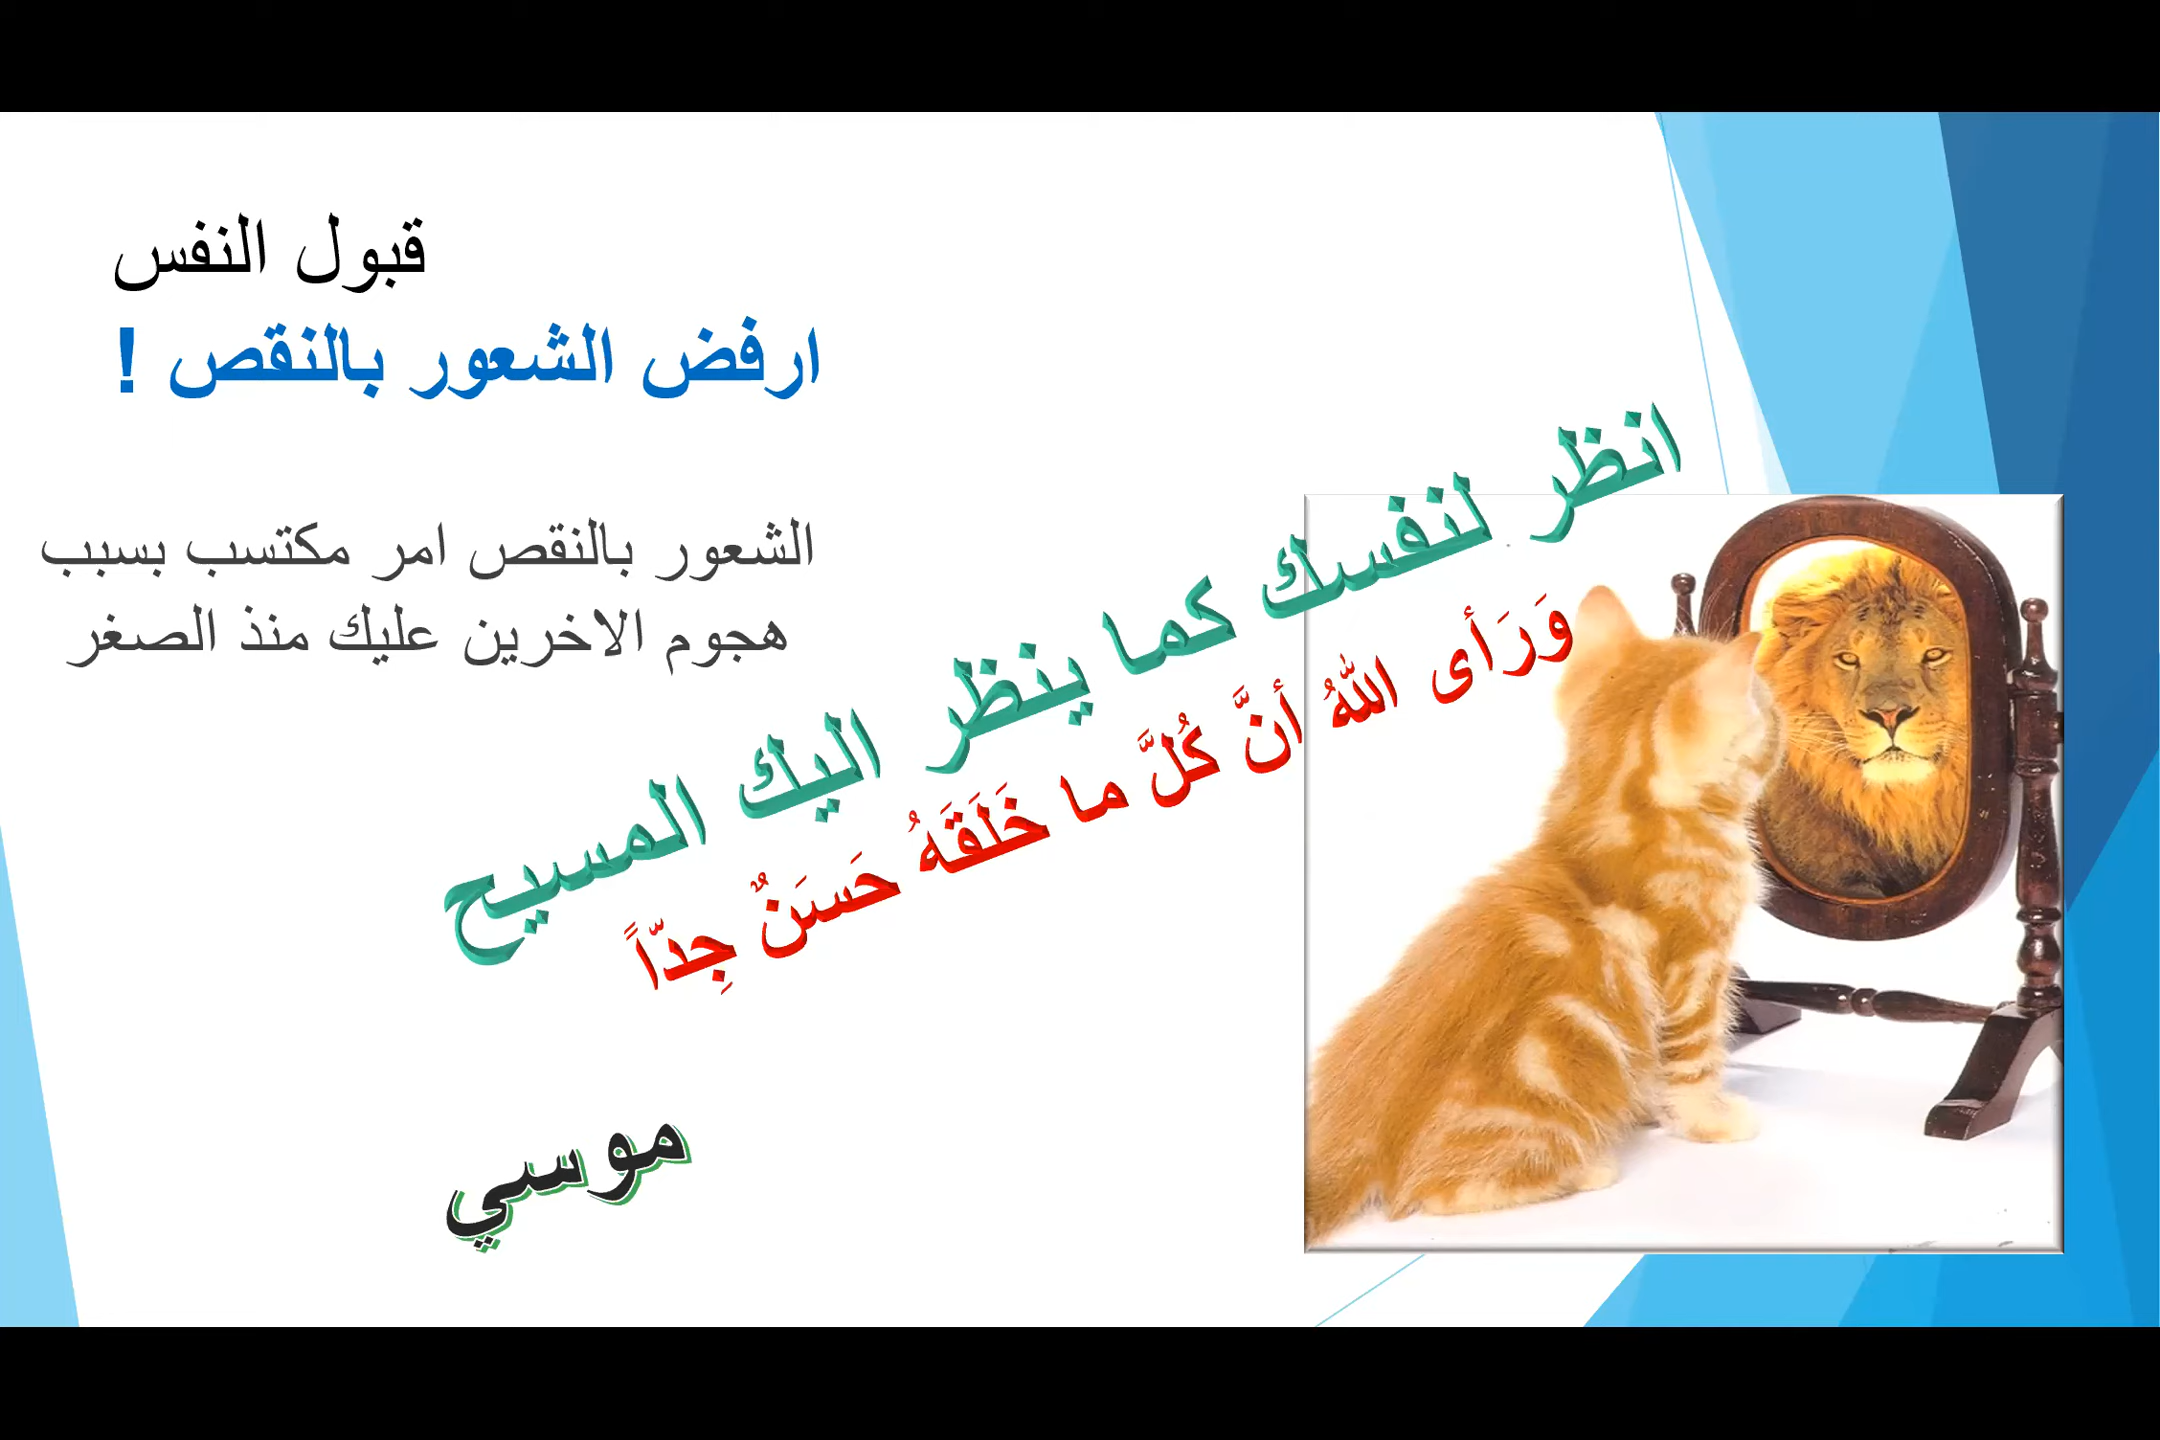 قبول النفس
ارفض الشعور بالنقص !
الشعور بالنقص امر مكتسب بسبب
هجوم الاخرين عليك منذ الصغر
انظر لنفسك كما ينظر اليك المسيح
وَرَأى اللهُ أنَّ كُلَّ ما خَلَقَهُ حَسَنٌ جِدّاً
موسي